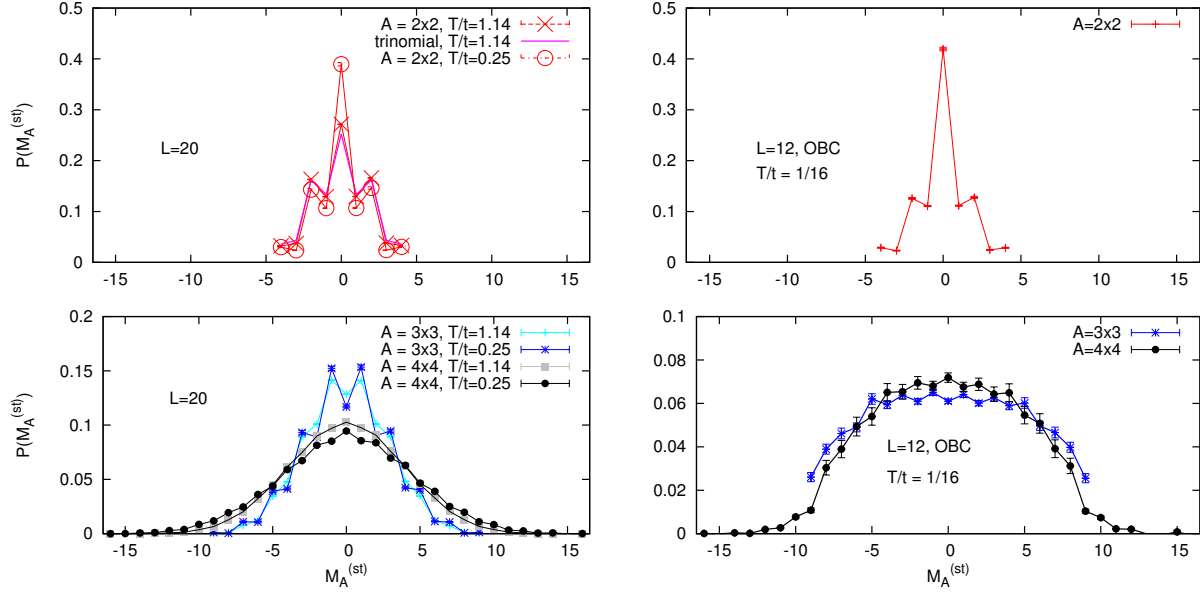 0.5
0.4
0.3
0.2
0.1
0
P(M_A^(st))
A = 2x2, T/t=1.14
trinomial, T/t=1.14
A = 2x2, T/t=0.25
L=20
-15 -10 -5 0 5 10 15
0.5
0.4
0.3
0.2
0.1
0
A=2x2
L=12, OBC
T/t = 1/16
-15 -10 -5 0 5 10 15
0.2
0.15
0.1
0.05
0
P(M_A^(st))
A = 3x3, T/t=1.14
A = 3x3, T/t=0.25
A = 4x4, T/t=1.14
A = 4x4, T/t=0.25
L=20
-15 -10 -5 0 5 10 15
M_A^(st)
0.1
0.08
0.06
0.04
0.02
0
A=3x3
A=4x4
L=12, OBC
T/t = 1/16
-15 -10 -5 0 5 10 15
M_A^(st)